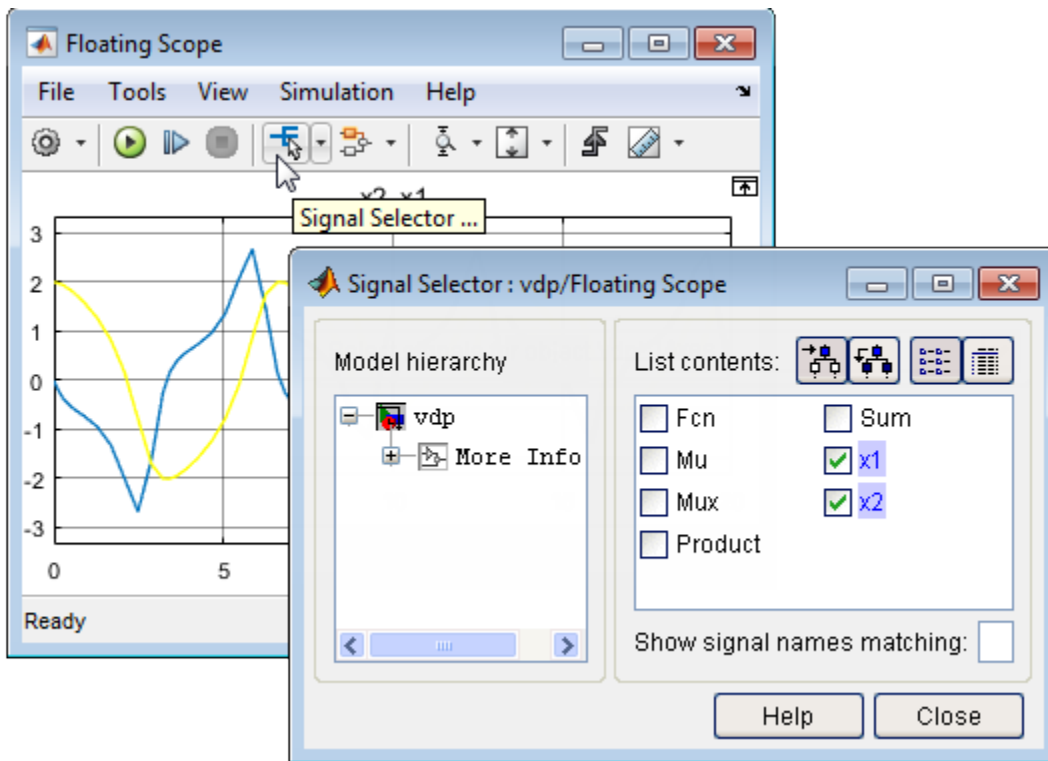 Floating Scope
File Tools View Simulation Help
x2, x1
Signal Selector ...
3
2
1
0
-1
-2
-3
0 5
Ready
Signal Selector : vdp/Floating Scope
Model hierarchy
vdp
More Info
List contents:
Fcn Sum
Mu x1
Mux x2
Product
Show signal names matching:
Help Close